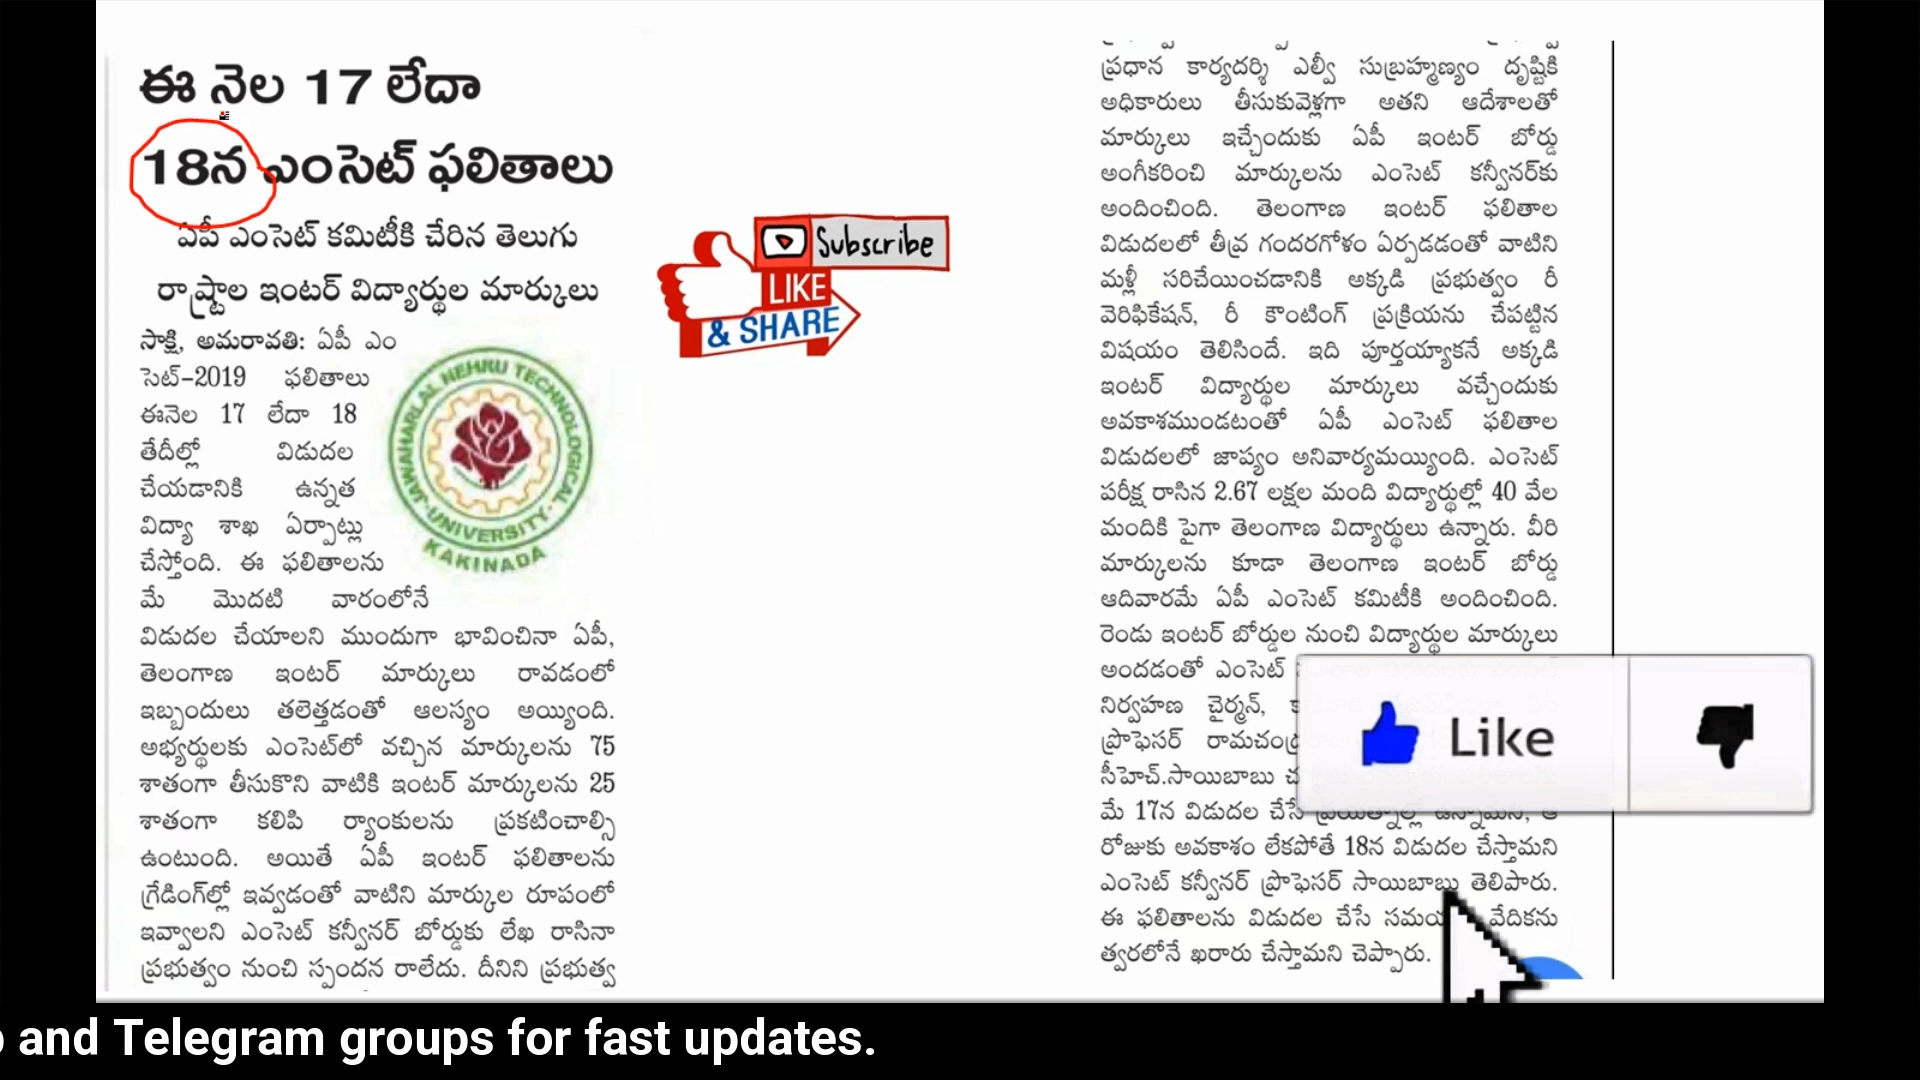 ఈ నెల 17 లేదా
18న ఎంసెట్ ఫలితాలు
ఏపీ ఎంసెట్ కమిటీకి చేరిన తెలుగు
రాష్ట్రాల ఇంటర్ విద్యార్థుల మార్కులు
సాక్షి, అమరావతి: ఏపీ ఎం
సెట్–2019 ఫలితాలు
ఈనెల 17 లేదా 18
తేదీల్లో విడుదల
చేయడానికి ఉన్నత
విద్యా శాఖ ఏర్పాట్లు
చేస్తోంది. ఈ ఫలితాలను
మే మొదటి వారంలోనే
విడుదల చేయాలని ముందుగా భావించినా ఏపీ,
తెలంగాణ ఇంటర్ మార్కులు రావడంలో
ఇబ్బందులు తలెత్తడంతో ఆలస్యం అయ్యింది.
అభ్యర్థులకు ఎంసెట్‌లో వచ్చిన మార్కులను 75
శాతంగా తీసుకొని వాటికి ఇంటర్ మార్కులను 25
శాతంగా కలిపి ర్యాంకులను ప్రకటించాల్సి
ఉంటుంది. అయితే ఏపీ ఇంటర్ ఫలితాలను
గ్రేడింగ్‌ల్లో ఇవ్వడంతో వాటిని మార్కుల రూపంలో
ఇవ్వాలని ఎంసెట్ కన్వీనర్ బోర్డుకు లేఖ రాసినా
ప్రభుత్వం నుంచి స్పందన రాలేదు. దీనిని ప్రభుత్వ
JAWAHARLAL NEHRU TECHNOLOGICAL
UNIVERSITY
KAKINADA
Subscribe
LIKE
& SHARE
ప్రధాన కార్యదర్శి ఎల్వీ సుబ్రహ్మణ్యం దృష్టికి
అధికారులు తీసుకువెళ్లగా అతని ఆదేశాలతో
మార్కులు ఇచ్చేందుకు ఏపీ ఇంటర్ బోర్డు
అంగీకరించి మార్కులను ఎంసెట్ కన్వీనర్‌కు
అందించింది. తెలంగాణ ఇంటర్ ఫలితాల
విడుదలలో తీవ్ర గందరగోళం ఏర్పడడంతో వాటిని
మళ్లీ సరిచేయించడానికి అక్కడి ప్రభుత్వం రీ
వెరిఫికేషన్, రీ కౌంటింగ్ ప్రక్రియను చేపట్టిన
విషయం తెలిసిందే. ఇది పూర్తయ్యాకనే అక్కడి
ఇంటర్ విద్యార్థుల మార్కులు వచ్చేందుకు
అవకాశముండటంతో ఏపీ ఎంసెట్ ఫలితాల
విడుదలలో జాప్యం అనివార్యమయ్యింది. ఎంసెట్
పరీక్ష రాసిన 2.67 లక్షల మంది విద్యార్థుల్లో 40 వేల
మందికి పైగా తెలంగాణ విద్యార్థులు ఉన్నారు. వీరి
మార్కులను కూడా తెలంగాణ ఇంటర్ బోర్డు
ఆదివారమే ఏపీ ఎంసెట్ కమిటీకి అందించింది.
రెండు ఇంటర్ బోర్డుల నుంచి విద్యార్థుల మార్కులు
అందడంతో ఎంసెట్
నిర్వహణ చైర్మన్,
ప్రొఫెసర్
సీహెచ్.సాయిబాబు
మే 17న విడుదల చేసే ప్రయత్నాల్లో ఉన్నామని, ఆ
రోజుకు అవకాశం లేకపోతే 18న విడుదల చేస్తామని
ఎంసెట్ కన్వీనర్ ప్రొఫెసర్ సాయిబాబు తెలిపారు.
ఈ ఫలితాలను విడుదల చేసే వేదికను
త్వరలోనే ఖరారు చేస్తామని చెప్పారు.
Like
and Telegram groups for fast updates.